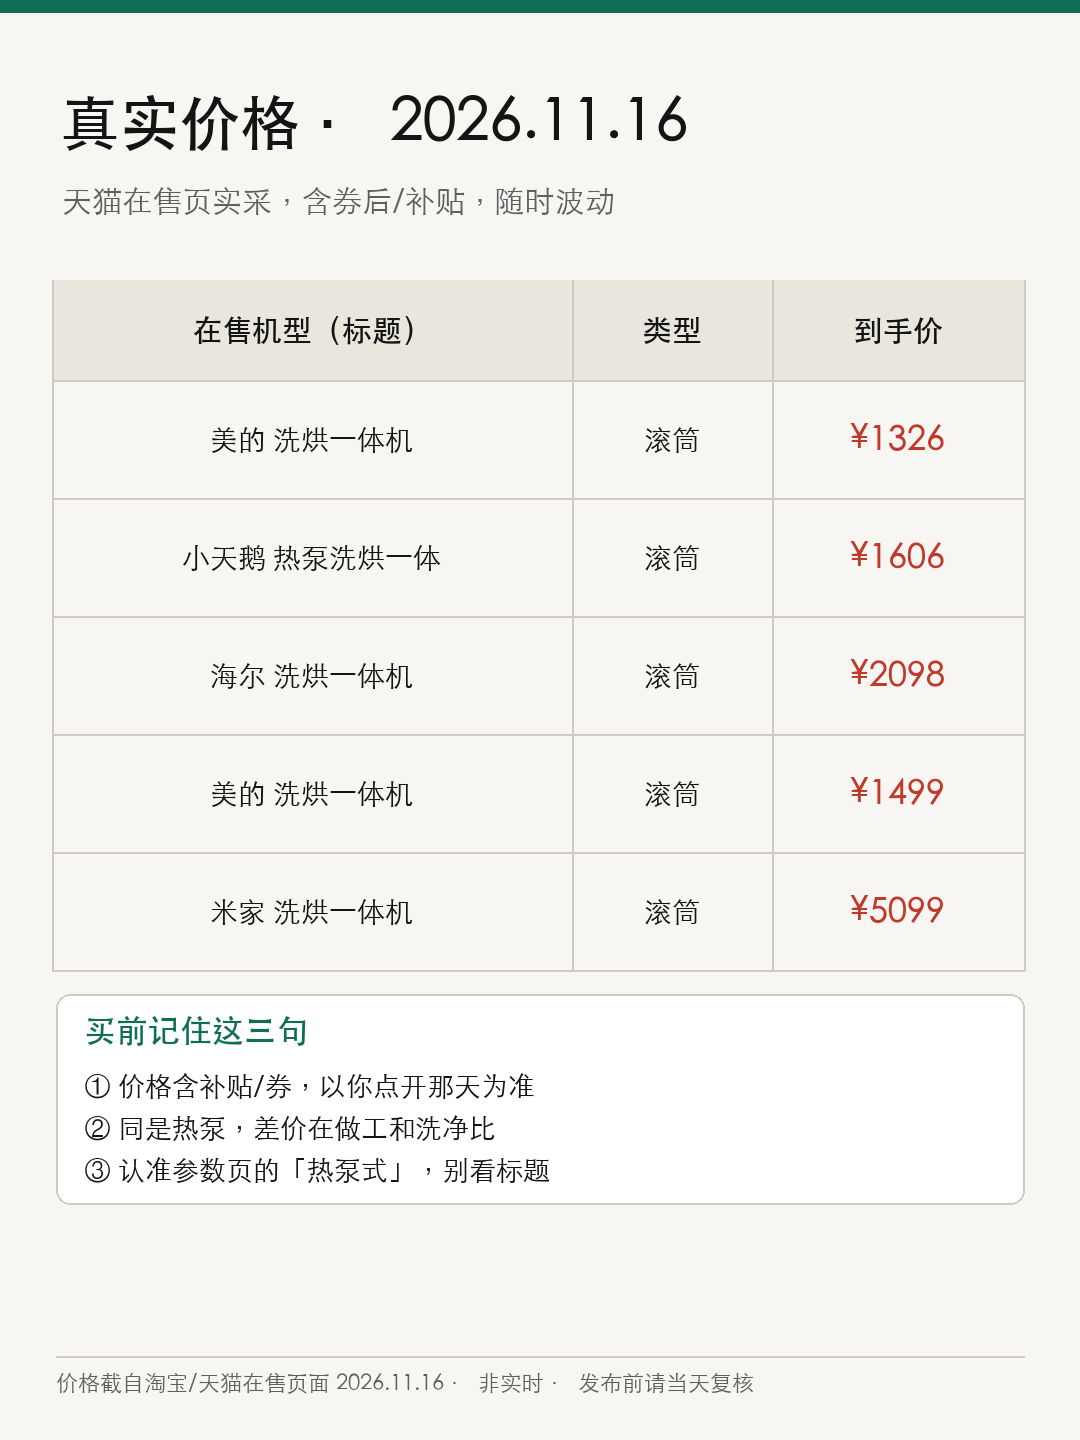 真实价格 · 2026.11.16
天猫在售页实采，含券后/补贴，随时波动
在售机型（标题） 类型 到手价
美的 洗烘一体机 滚筒 ¥1326
小天鹅 热泵洗烘一体 滚筒 ¥1606
海尔 洗烘一体机 滚筒 ¥2098
美的 洗烘一体机 滚筒 ¥1499
米家 洗烘一体机 滚筒 ¥5099
买前记住这三句
① 价格含补贴/券，以你点开那天为准
② 同是热泵，差价在做工和洗净比
③ 认准参数页的「热泵式」，别看标题
价格截自淘宝/天猫在售页面 2026.11.16 · 非实时 · 发布前请当天复核